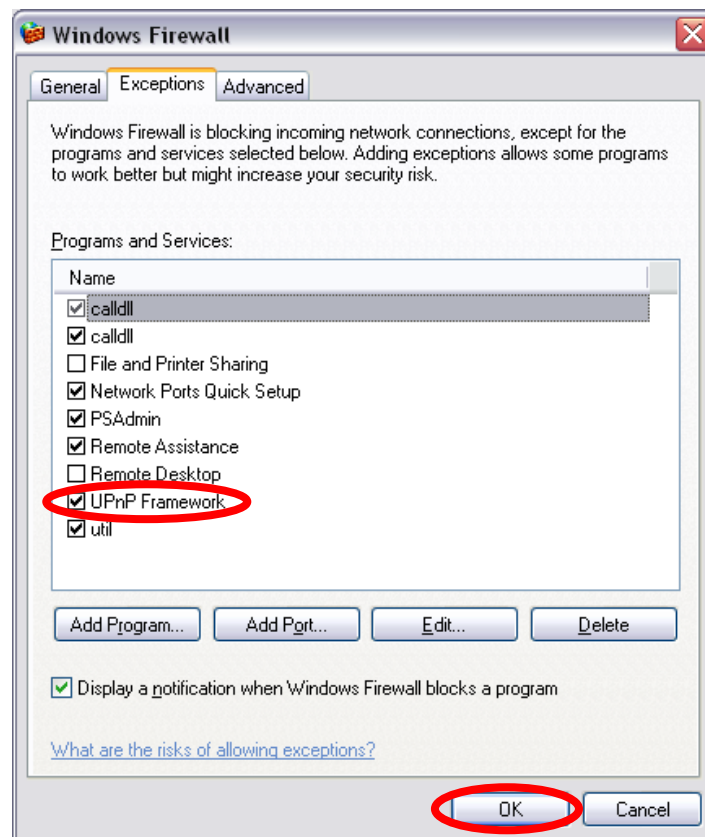 Windows Firewall
General Exceptions Advanced
Windows Firewall is blocking incoming network connections, except for the
programs and services selected below. Adding exceptions allows some programs
to work better but might increase your security risk.
Programs and Services:
Name
calldll
calldll
File and Printer Sharing
Network Ports Quick Setup
PSAdmin
Remote Assistance
Remote Desktop
UPnP Framework
util
Add Program... Add Port... Edit... Delete
Display a notification when Windows Firewall blocks a program
What are the risks of allowing exceptions?
OK Cancel